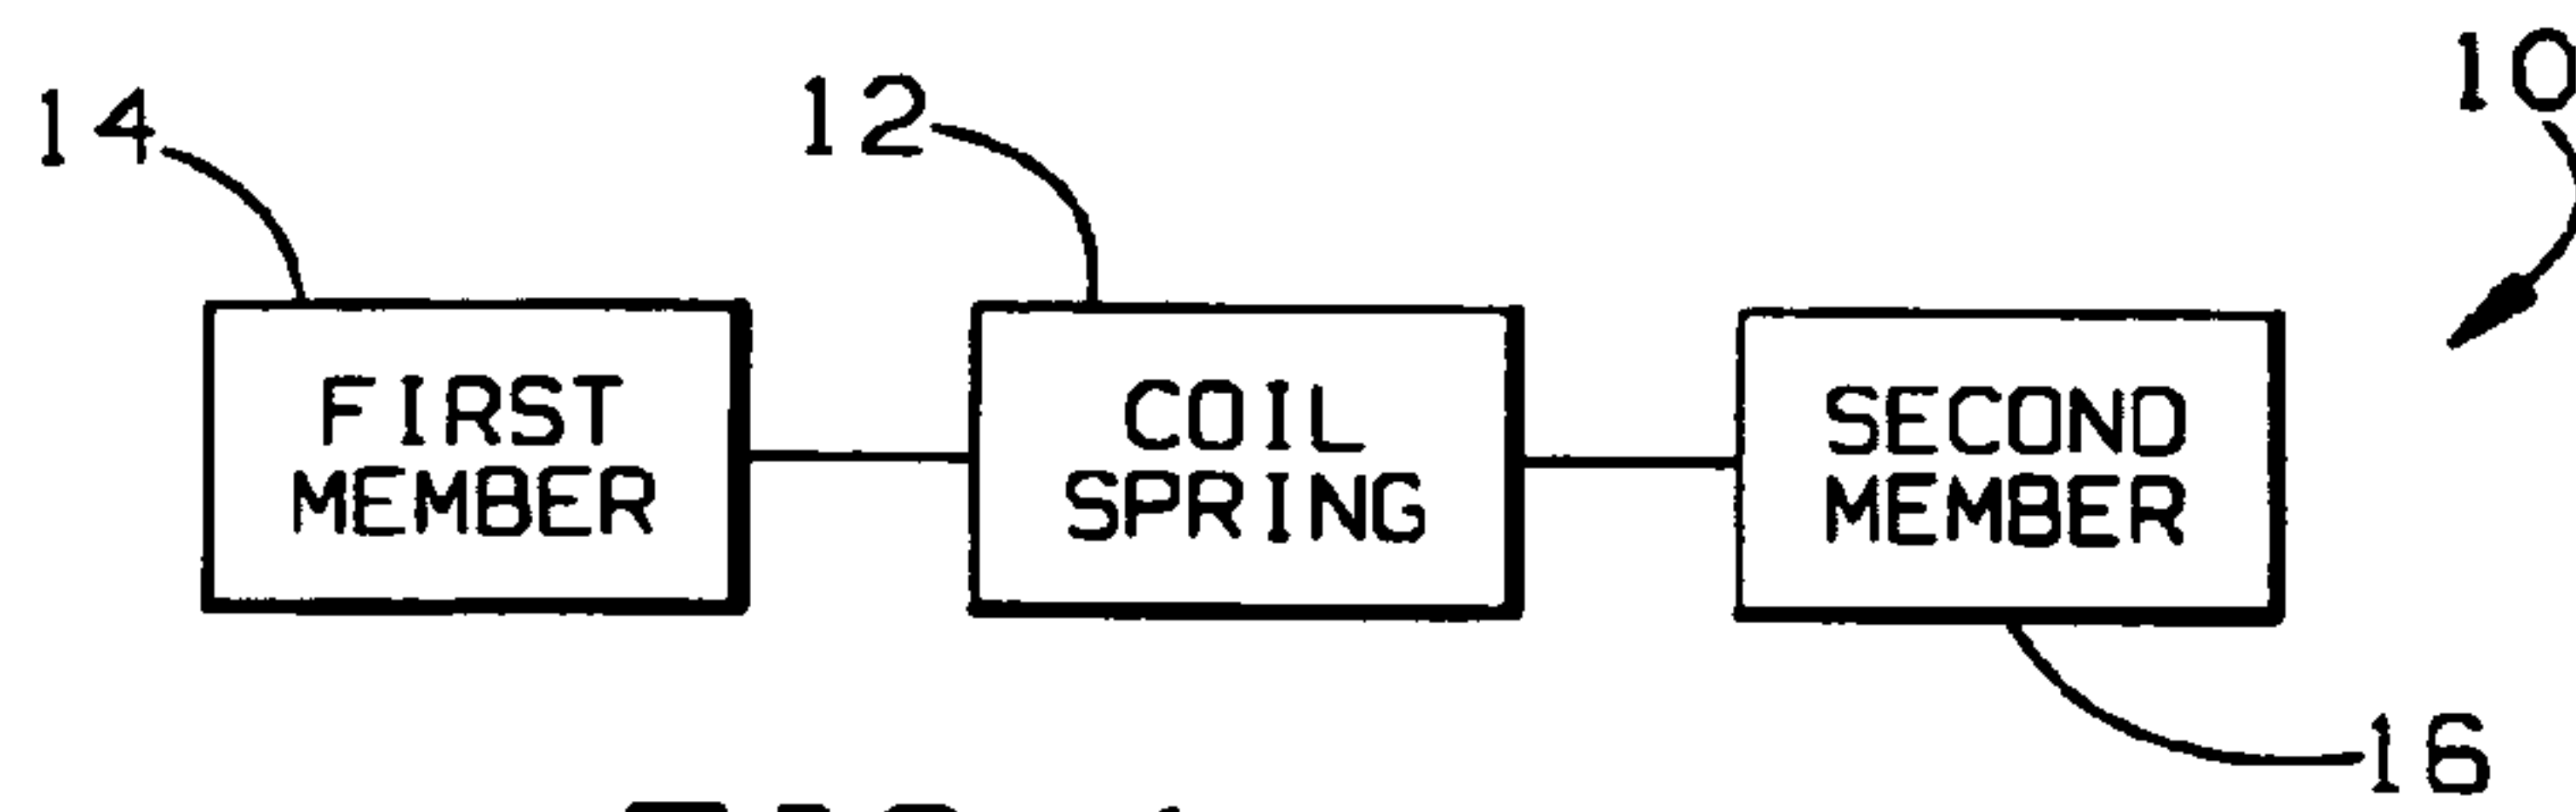 10
14
12
FIRST
MEMBER
COIL
SPRING
SECOND
MEMBER
16